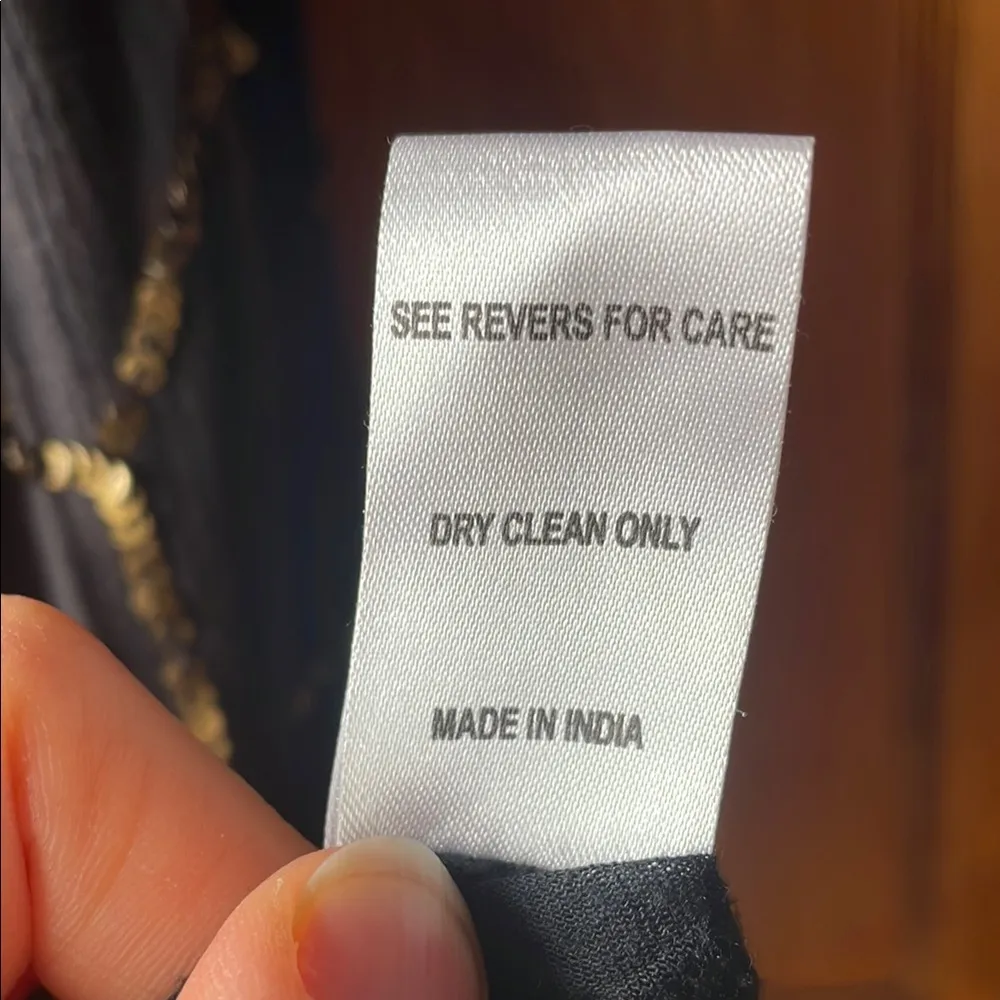 SEE REVERS FOR CARE
DRY CLEAN ONLY
MADE IN INDIA